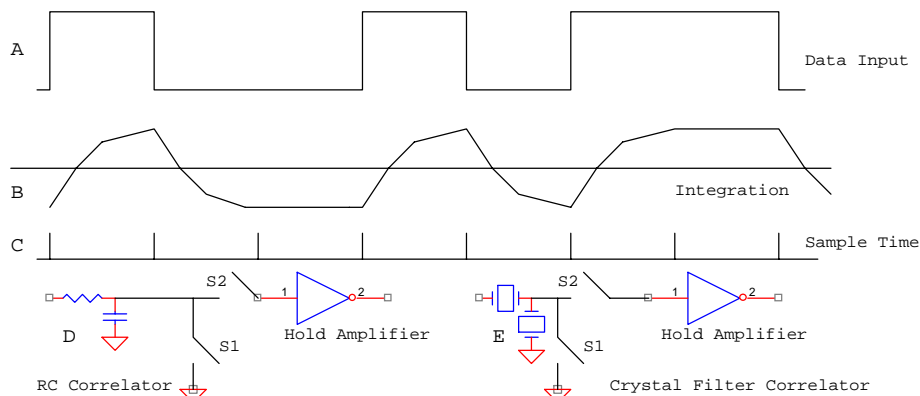 A
Data Input
B
Integration
C
Sample Time
S2
1
2
Hold Amplifier
D
S1
RC Correlator
S2
1
2
Hold Amplifier
E
S1
Crystal Filter Correlator